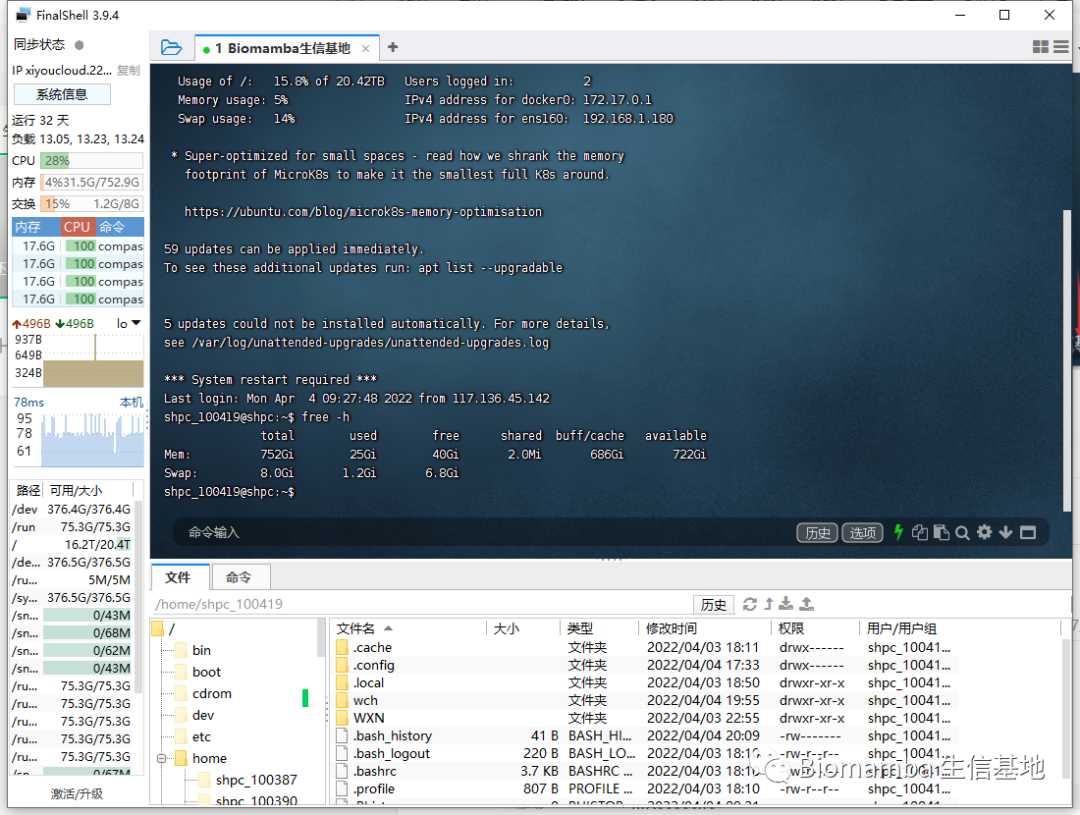 FinalShell 3.9.4
同步状态
IP xiyoucloud.22... 复制
系统信息
运行 32 天
负载 13.05, 13.23, 13.24
CPU 28%
内存 4% 31.5G/752.9G
交换 15% 1.2G/8G
内存 CPU 命令
17.6G 100 compas
17.6G 100 compas
17.6G 100 compas
17.6G 100 compas
496B 496B lo
937B
649B
324B
78ms 本机
95
78
61
路径 可用/大小
/dev 376.4G/376.4G
/run 75.3G/75.3G
/ 16.2T/20.4T
/de... 376.5G/376.5G
/ru... 5M/5M
/sy... 376.5G/376.5G
/sn... 0/43M
/sn... 0/68M
/sn... 0/62M
/sn... 0/43M
/ru... 75.3G/75.3G
/ru... 75.3G/75.3G
/ru... 75.3G/75.3G
/ru... 75.3G/75.3G
/ru... 75.3G/75.3G
/sn... 0/67M
激活/升级
1 Biomamba生信基地
Usage of /: 15.8% of 20.42TB Users logged in: 2
Memory usage: 5% IPv4 address for docker0: 172.17.0.1
Swap usage: 14% IPv4 address for ens160: 192.168.1.180
* Super-optimized for small spaces - read how we shrank the memory
footprint of MicroK8s to make it the smallest full K8s around.
https://ubuntu.com/blog/microk8s-memory-optimisation
59 updates can be applied immediately.
To see these additional updates run: apt list --upgradable
5 updates could not be installed automatically. For more details,
see /var/log/unattended-upgrades/unattended-upgrades.log
*** System restart required ***
Last login: Mon Apr  4 09:27:48 2022 from 117.136.45.142
shpc_100419@shpc:~$ free -h
total used free shared buff/cache available
Mem: 752Gi 25Gi 40Gi 2.0Mi 686Gi 722Gi
Swap: 8.0Gi 1.2Gi 6.8Gi
shpc_100419@shpc:~$
命令输入 历史 选项
文件 命令
/home/shpc_100419 历史
/
bin
boot
cdrom
dev
etc
home
shpc_100387
shpc_100390
文件名 大小 类型 修改时间 权限 用户/用户组
.cache 文件夹 2022/04/03 18:11 drwx------ shpc_10041...
.config 文件夹 2022/04/03 17:33 drwx------ shpc_10041...
.local 文件夹 2022/04/03 18:50 drwxr-xr-x shpc_10041...
wch 文件夹 2022/04/04 19:55 drwxr-xr-x shpc_10041...
WXN 文件夹 2022/04/03 22:55 drwxr-xr-x shpc_10041...
.bash_history 41 B BASH_HI... 2022/04/04 20:09 -rw------- shpc_10041...
.bash_logout 220 B BASH_LO... 2022/04/03 18:10 -rw-r--r-- shpc_10041...
.bashrc 3.7 KB BASHRC ... 2022/04/03 18:10
.profile 807 B PROFILE ... 2022/04/03 18:10 -rw-r--r-- shpc_10041...
Biomamba生信基地